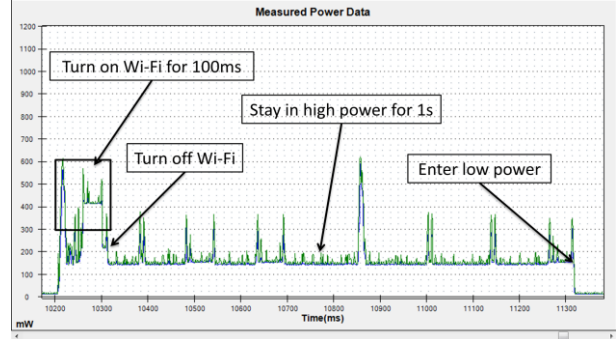 Measured Power Data
1200
1100
1000
900
800
700
600
500
400
300
200
100
0
mW
Turn on Wi-Fi for 100ms
Stay in high power for 1s
Turn off Wi-Fi
Enter low power
10200 10300 10400 10500 10600 10700 10800 10900 11000 11100 11200 11300
Time(ms)